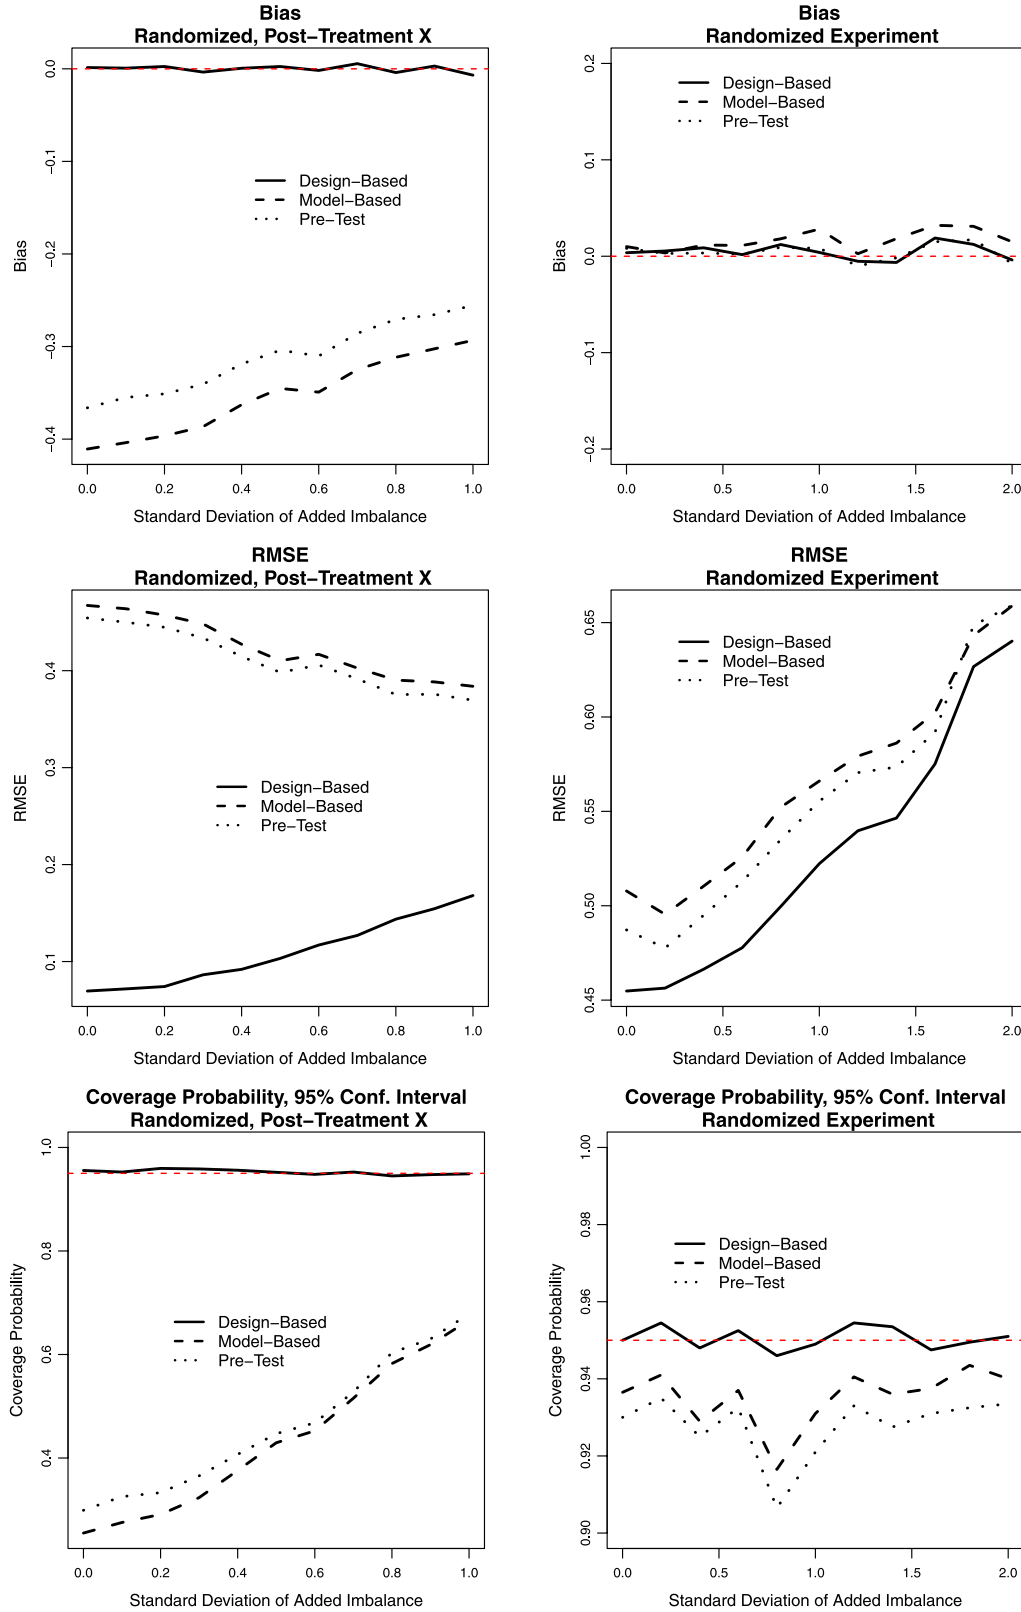 Bias
Randomized, Post−Treatment X
Bias
0.0
−0.1
−0.2
−0.3
−0.4
Design−Based
Model−Based
Pre−Test
0.0 0.2 0.4 0.6 0.8 1.0
Standard Deviation of Added Imbalance
Bias
Randomized Experiment
Bias
0.2
0.1
0.0
−0.1
−0.2
Design−Based
Model−Based
Pre−Test
0.0 0.5 1.0 1.5 2.0
Standard Deviation of Added Imbalance
RMSE
Randomized, Post−Treatment X
RMSE
0.4
0.3
0.2
0.1
Design−Based
Model−Based
Pre−Test
0.0 0.2 0.4 0.6 0.8 1.0
Standard Deviation of Added Imbalance
RMSE
Randomized Experiment
RMSE
0.65
0.60
0.55
0.50
0.45
Design−Based
Model−Based
Pre−Test
0.0 0.5 1.0 1.5 2.0
Standard Deviation of Added Imbalance
Coverage Probability, 95% Conf. Interval
Randomized, Post−Treatment X
Coverage Probability
1.0
0.8
0.6
0.4
Design−Based
Model−Based
Pre−Test
0.0 0.2 0.4 0.6 0.8 1.0
Standard Deviation of Added Imbalance
Coverage Probability, 95% Conf. Interval
Randomized Experiment
Coverage Probability
1.00
0.98
0.96
0.94
0.92
0.90
Design−Based
Model−Based
Pre−Test
0.0 0.5 1.0 1.5 2.0
Standard Deviation of Added Imbalance